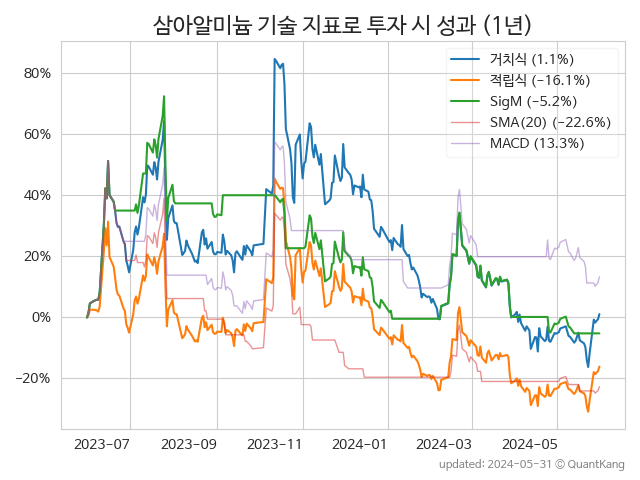 삼아알미늄 기술 지표로 투자 시 성과 (1년)
거치식 (1.1%)
적립식 (−16.1%)
SigM (−5.2%)
SMA(20) (−22.6%)
MACD (13.3%)
80%
60%
40%
20%
0%
−20%
2023-07 2023-09 2023-11 2024-01 2024-03 2024-05
updated: 2024-05-31 © QuantKang